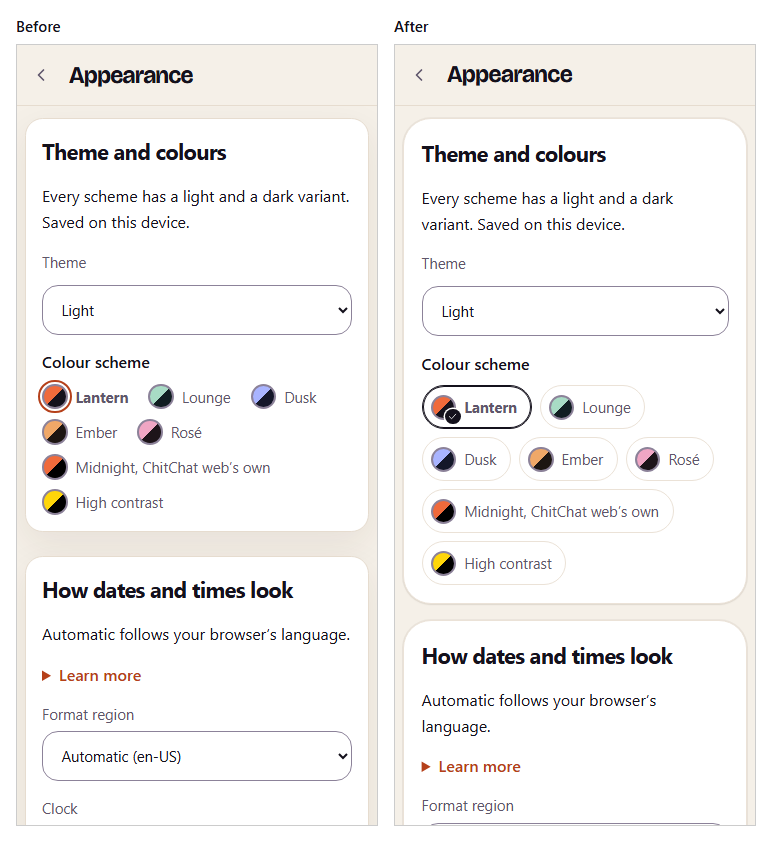 Before
Appearance
Theme and colours
Every scheme has a light and a dark variant.
Saved on this device.
Theme
Light
Colour scheme
Lantern
Lounge
Dusk
Ember
Rosé
Midnight, ChitChat web’s own
High contrast
How dates and times look
Automatic follows your browser’s language.
Learn more
Format region
Automatic (en-US)
Clock
After
Appearance
Theme and colours
Every scheme has a light and a dark
variant. Saved on this device.
Theme
Light
Colour scheme
Lantern
Lounge
Dusk
Ember
Rosé
Midnight, ChitChat web’s own
High contrast
How dates and times look
Automatic follows your browser’s
language.
Learn more
Format region